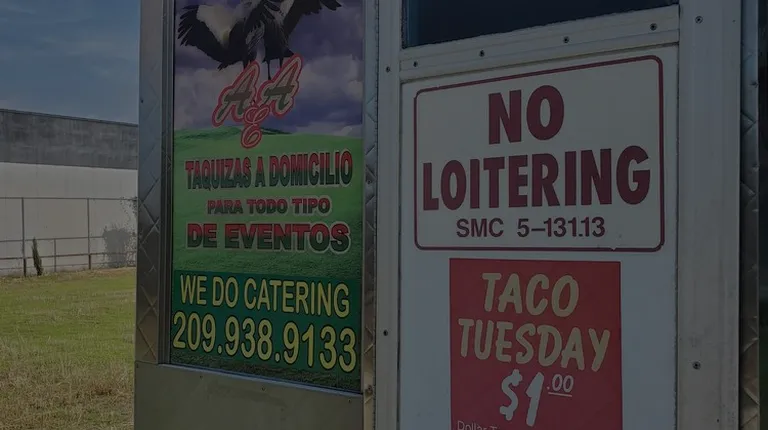 A A
E
TAQUIZAS A DOMICILIO
PARA TODO TIPO
DE EVENTOS
WE DO CATERING
209.938.9133
NO
LOITERING
SMC 5-131.13
TACO
TUESDAY
$1.00
Dollar